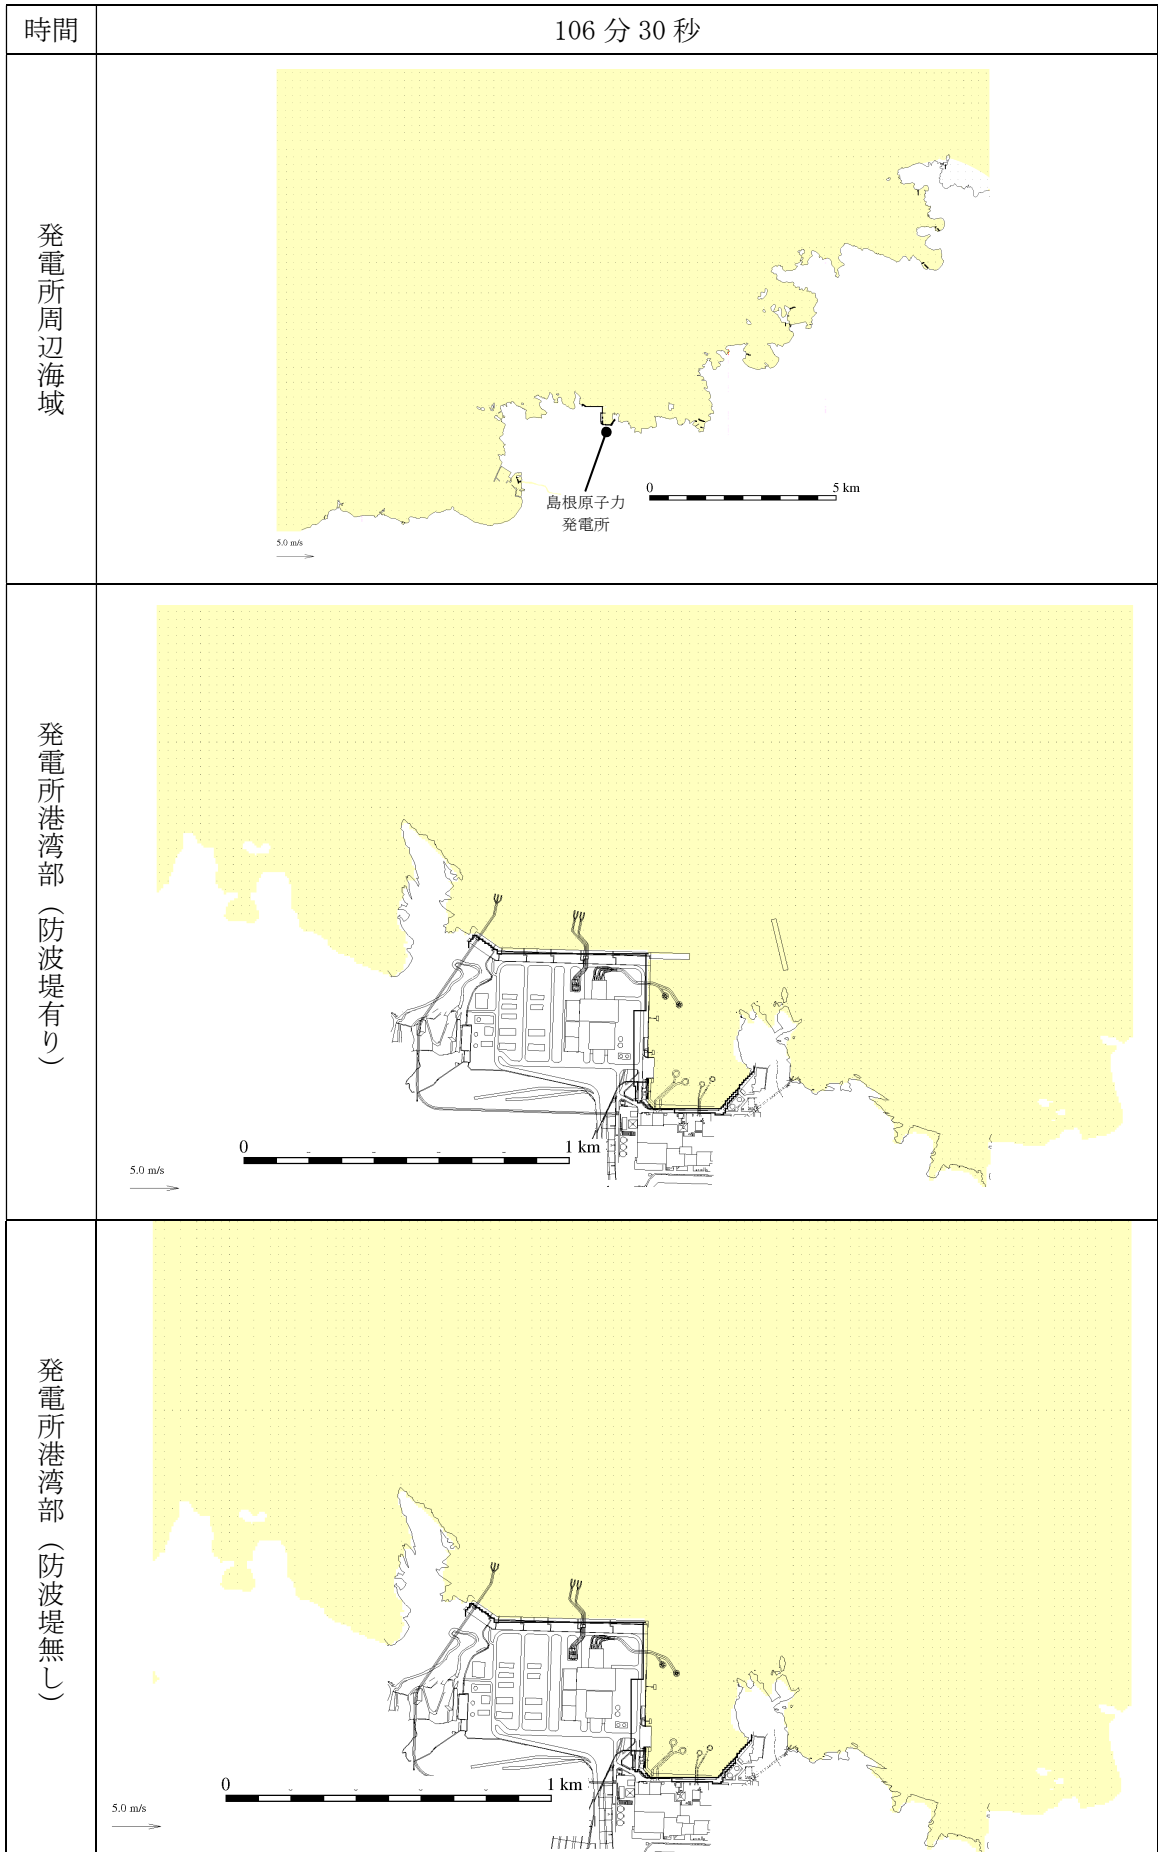 時間
106 分 30 秒
発電所周辺海域
島根原子力
発電所
0
5 km
5.0 m/s
発電所港湾部（防波堤有り）
0
1 km
5.0 m/s
発電所港湾部（防波堤無し）
0
1 km
5.0 m/s